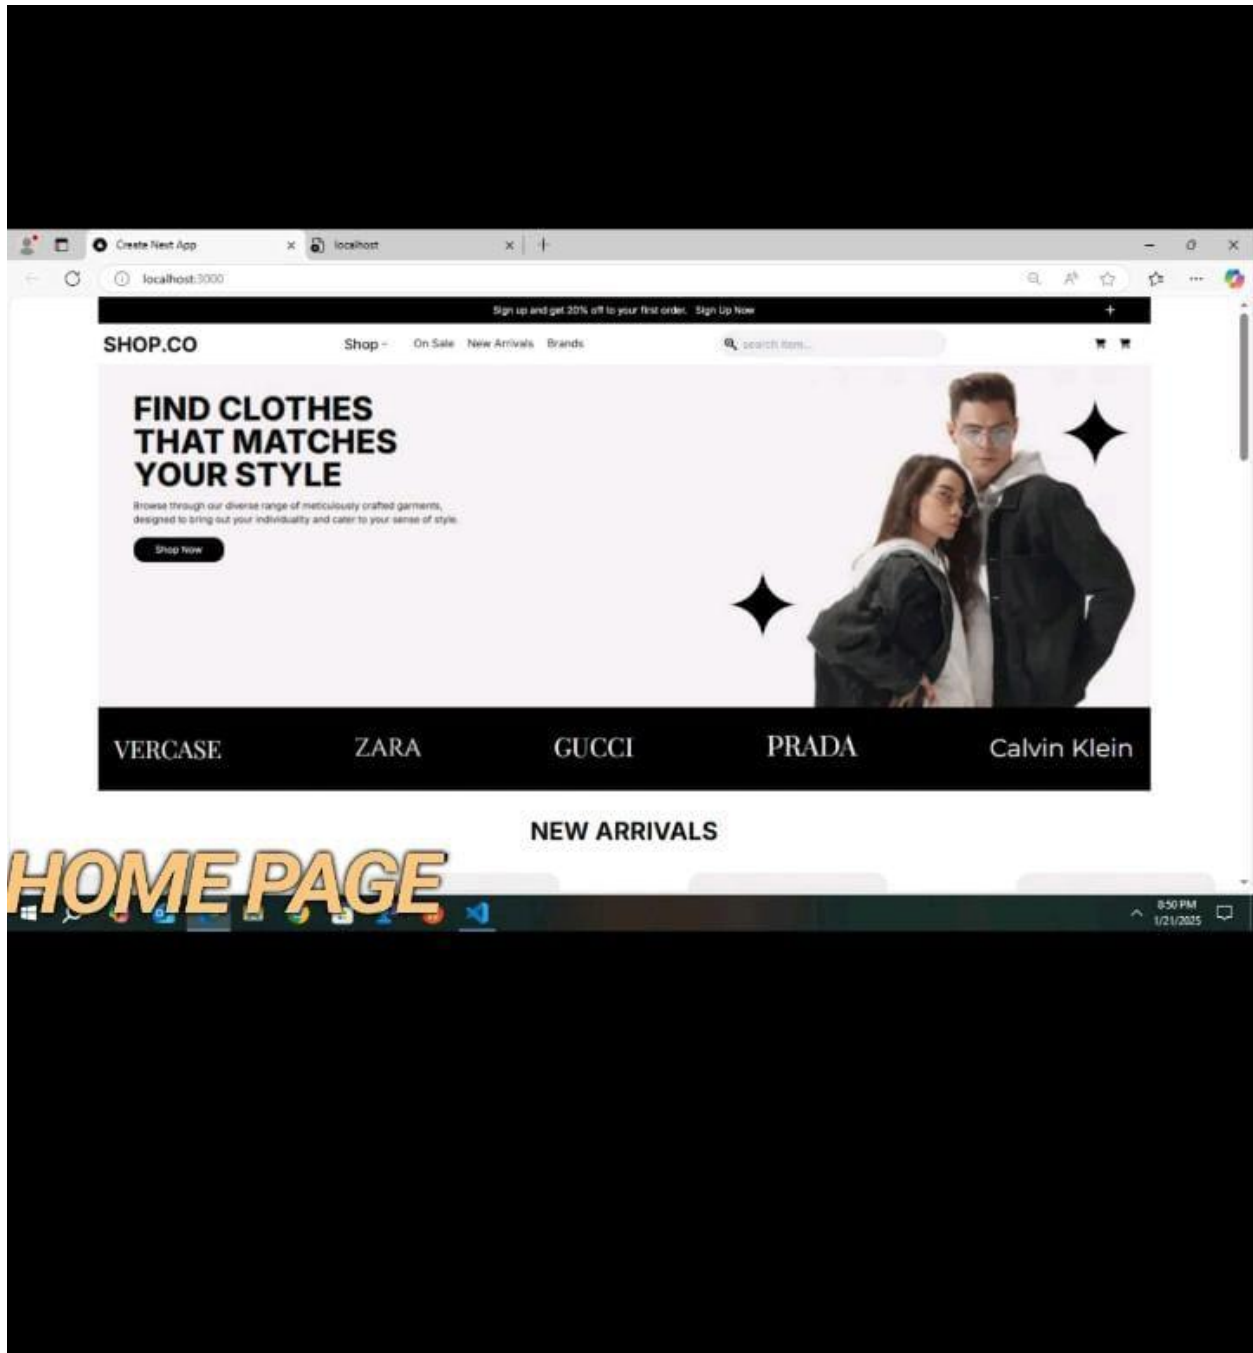 Create Next App
localhost
localhost:3000
Sign up and get 20% off to your first order. Sign Up Now
SHOP.CO
Shop
On Sale
New Arrivals
Brands
search item...
FIND CLOTHES
THAT MATCHES
YOUR STYLE
Browse through our diverse range of meticulously crafted garments,
designed to bring out your individuality and cater to your sense of style.
Shop Now
VERCASE
ZARA
GUCCI
PRADA
Calvin Klein
NEW ARRIVALS
HOME PAGE
8:50 PM
1/21/2025